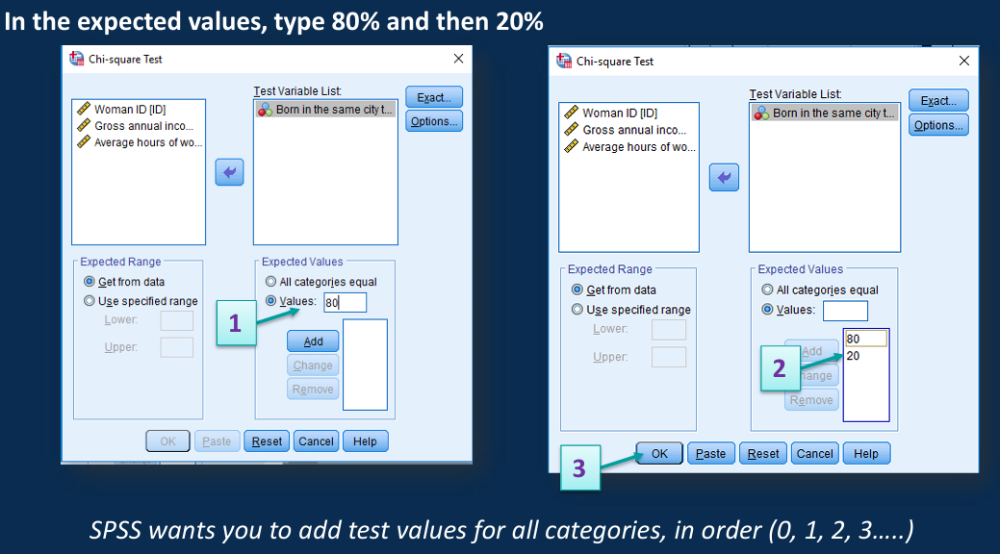 In the expected values, type 80% and then 20%
Chi-square Test
Test Variable List:
Woman ID [ID]
Gross annual inco...
Average hours of wo...
Born in the same city t...
Exact...
Options...
Expected Range
Get from data
Use specified range
Lower:
Upper:
Expected Values
All categories equal
Values: 80
1
Add
Change
Remove
OK Paste Reset Cancel Help
Chi-square Test
Test Variable List:
Woman ID [ID]
Gross annual inco...
Average hours of wo...
Born in the same city t...
Exact...
Options...
Expected Range
Get from data
Use specified range
Lower:
Upper:
Expected Values
All categories equal
Values:
80
20
2
Add
hange
Remove
3
OK Paste Reset Cancel Help
SPSS wants you to add test values for all categories, in order (0, 1, 2, 3.....)